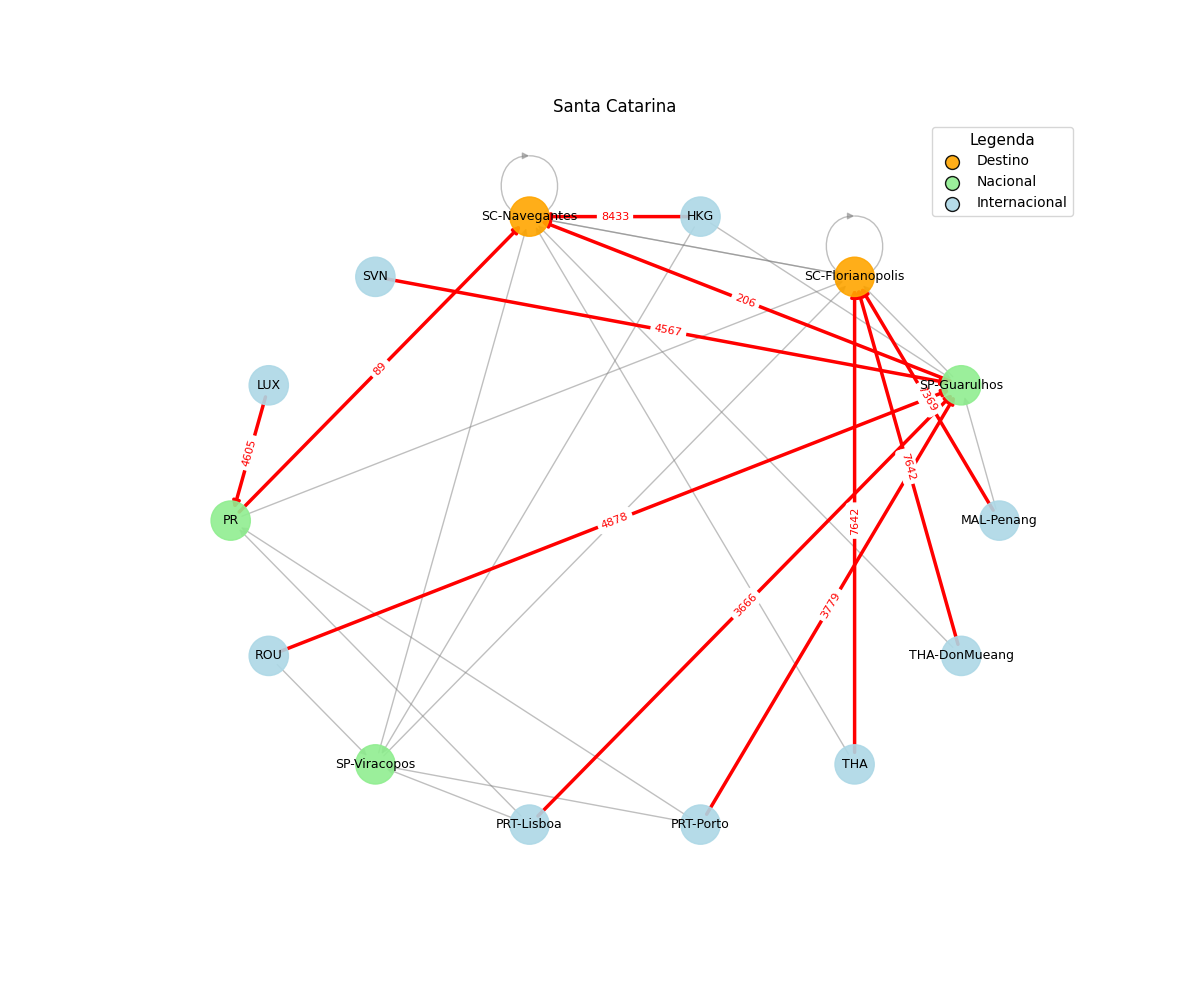 Santa Catarina
Legenda
Destino
Nacional
Internacional
SC-Navegantes
8433
HKG
SVN
SC-Florianopolis
206
4567
89
LUX
SP-Guarulhos
4605
7642
PR
4878
7642
MAL-Penang
3666
3779
ROU
THA-DonMueang
SP-Viracopos
THA
PRT-Lisboa
PRT-Porto